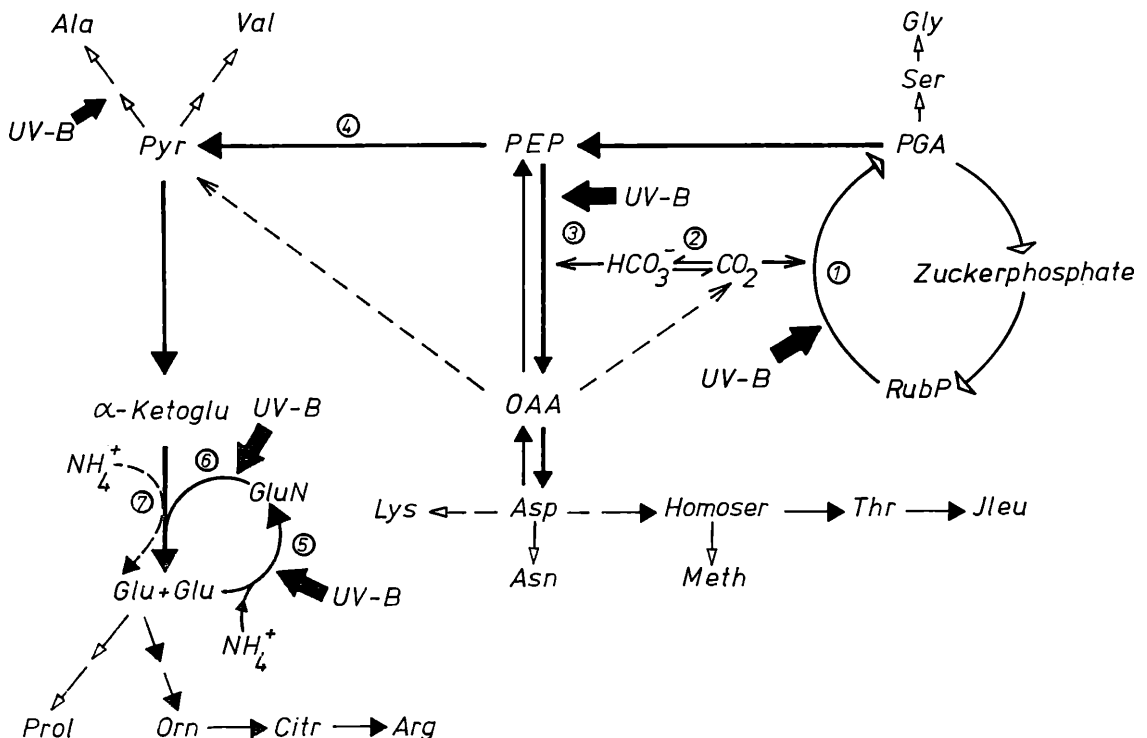 Ala
Val
Gly
Ser
UV-B
Pyr
④
PEP
PGA
UV-B
③
HCO₃⁻
②
CO₂
①
Zuckerphosphate
UV-B
RubP
OAA
α-Ketoglu
UV-B
NH₄⁺
⑥
⑦
GluN
Lys
Asp
Homoser
Thr
Jleu
⑤
Glu+Glu
UV-B
Asn
Meth
NH₄⁺
Prol
Orn
Citr
Arg